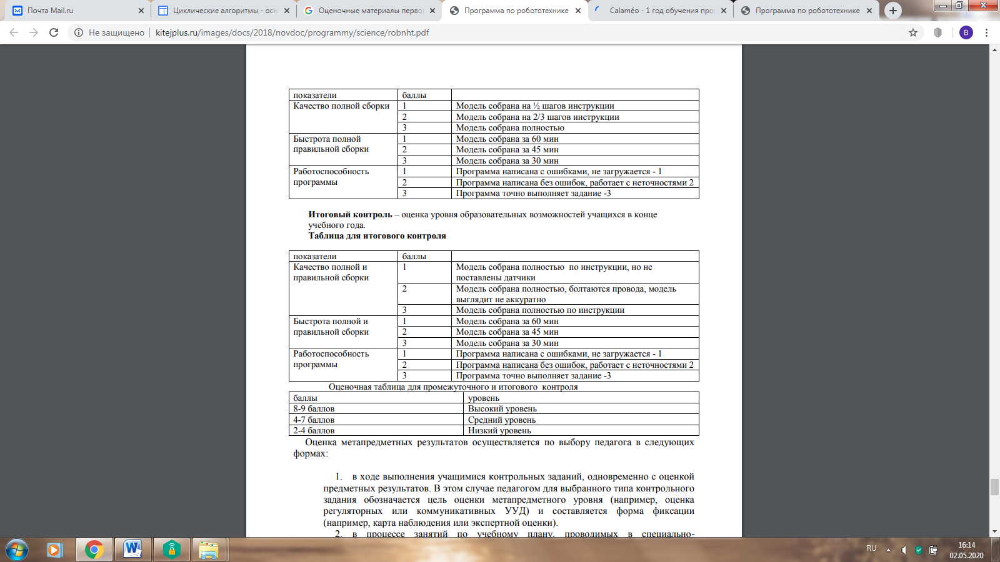 Почта Mail.ru
Циклические алгоритмы - осн
Оценочные материалы первог
Программа по робототехнике
Calaméo - 1 год обучения про
Программа по робототехнике
Не защищено
kitejplus.ru/images/docs/2018/novdoc/programmy/science/robnht.pdf
B
показатели баллы
Качество полной сборки 1 Модель собрана на ½ шагов инструкции
2 Модель собрана на 2/3 шагов инструкции
3 Модель собрана полностью
Быстрота полной 1 Модель собрана за 60 мин
правильной сборки 2 Модель собрана за 45 мин
3 Модель собрана за 30 мин
Работоспособность 1 Программа написана с ошибками, не загружается - 1
программы 2 Программа написана без ошибок, работает с неточностями 2
3 Программа точно выполняет задание -3
Итоговый контроль – оценка уровня образовательных возможностей учащихся в конце
учебного года.
Таблица для итогового контроля
показатели баллы
Качество полной и 1 Модель собрана полностью по инструкции, но не
правильной сборки поставлены датчики
2 Модель собрана полностью, болтаются провода, модель
выглядит не аккуратно
3 Модель собрана полностью по инструкции
Быстрота полной и 1 Модель собрана за 60 мин
правильной сборки 2 Модель собрана за 45 мин
3 Модель собрана за 30 мин
Работоспособность 1 Программа написана с ошибками, не загружается - 1
программы 2 Программа написана без ошибок, работает с неточностями 2
3 Программа точно выполняет задание -3
Оценочная таблица для промежуточного и итогового контроля
баллы уровень
8-9 баллов Высокий уровень
4-7 баллов Средний уровень
2-4 баллов Низкий уровень
Оценка метапредметных результатов осуществляется по выбору педагога в следующих
формах:
1. в ходе выполнения учащимися контрольных заданий, одновременно с оценкой
предметных результатов. В этом случае педагогом для выбранного типа контрольного
задания обозначается цель оценки метапредметного уровня (например, оценка
регуляторных или коммуникативных УУД) и составляется форма фиксации
(например, карта наблюдения или экспертной оценки).
2. в процессе занятий по учебному плану, проводимых в специально-
RU
16:14
02.05.2020